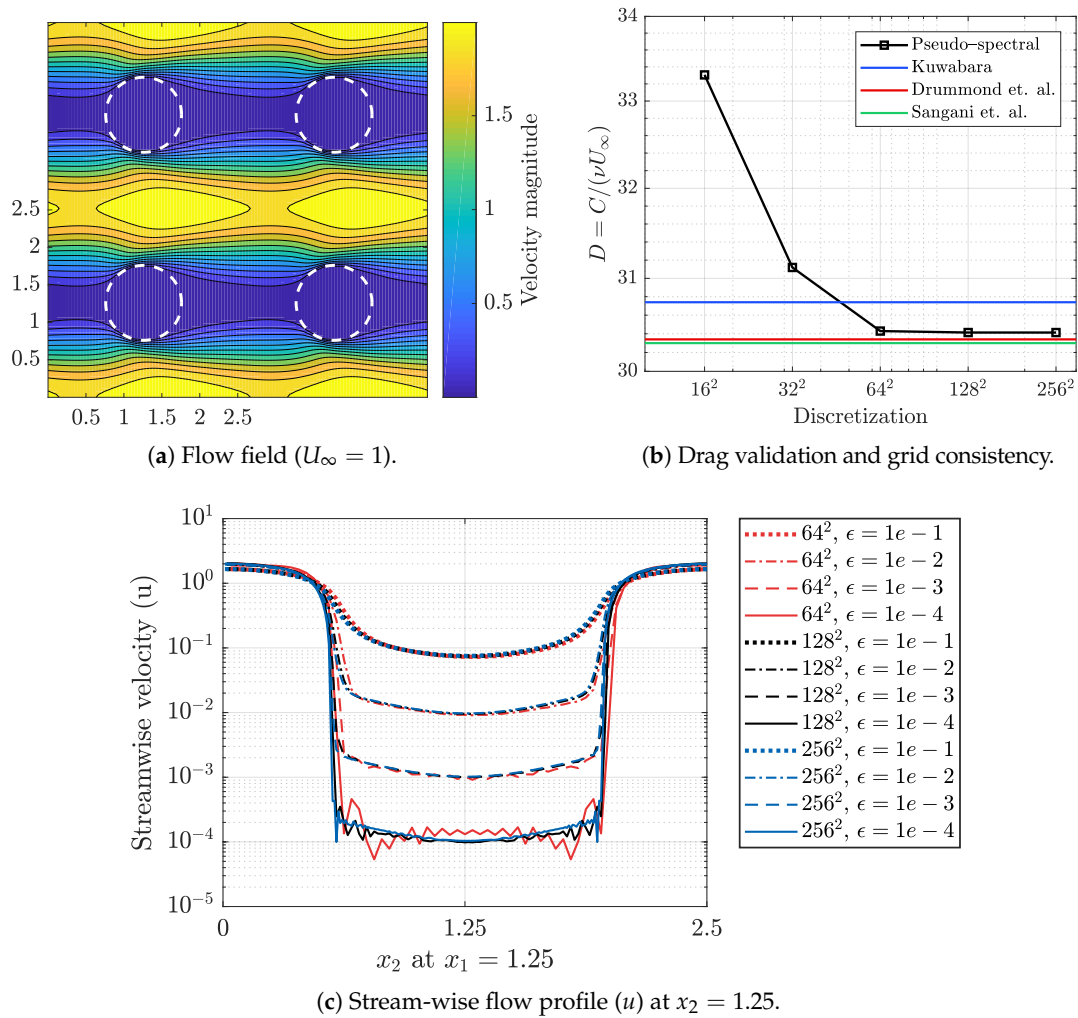 2.5
2
1.5
1
0.5
0.5 1 1.5 2 2.5
1.5
1
0.5
Velocity magnitude
(a) Flow field (U∞ = 1).
34
33
32
31
30
D = C/(νU∞)
16² 32² 64² 128² 256²
Discretization
Pseudo−spectral
Kuwabara
Drummond et. al.
Sangani et. al.
(b) Drag validation and grid consistency.
10¹
10⁰
10⁻¹
10⁻²
10⁻³
10⁻⁴
10⁻⁵
Streamwise velocity (u)
0 1.25 2.5
x₂ at x₁ = 1.25
64², ϵ = 1e − 1
64², ϵ = 1e − 2
64², ϵ = 1e − 3
64², ϵ = 1e − 4
128², ϵ = 1e − 1
128², ϵ = 1e − 2
128², ϵ = 1e − 3
128², ϵ = 1e − 4
256², ϵ = 1e − 1
256², ϵ = 1e − 2
256², ϵ = 1e − 3
256², ϵ = 1e − 4
(c) Stream-wise flow profile (u) at x₂ = 1.25.